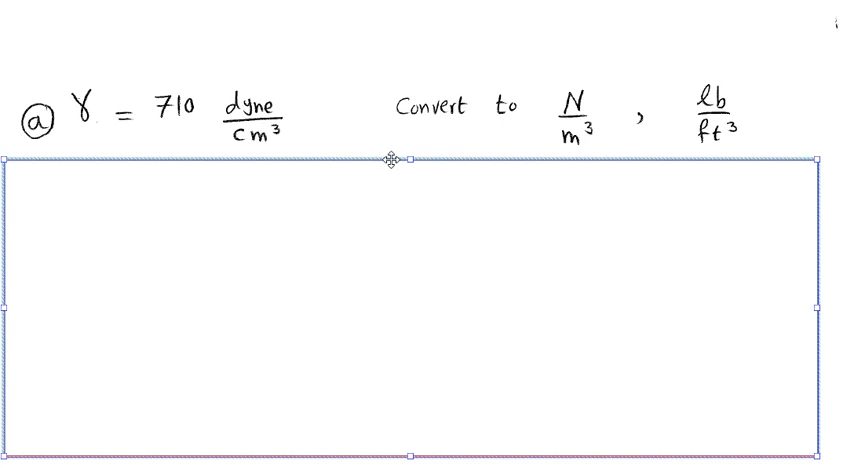 ⓐ γ = 710 dyne/cm³ Convert to N/m³ , lb/ft³